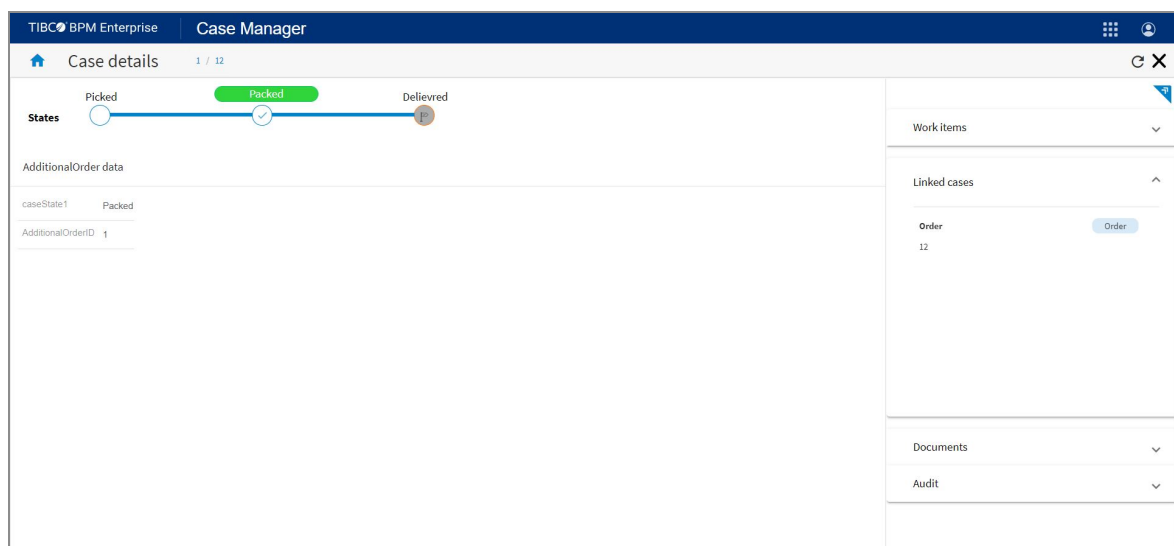 TIBCO BPM Enterprise Case Manager
Case details 1 / 12
Picked Packed Delievred
States
Work items
AdditionalOrder data
Linked cases
caseState1 Packed
AdditionalOrderID 1
Order Order
12
Documents
Audit